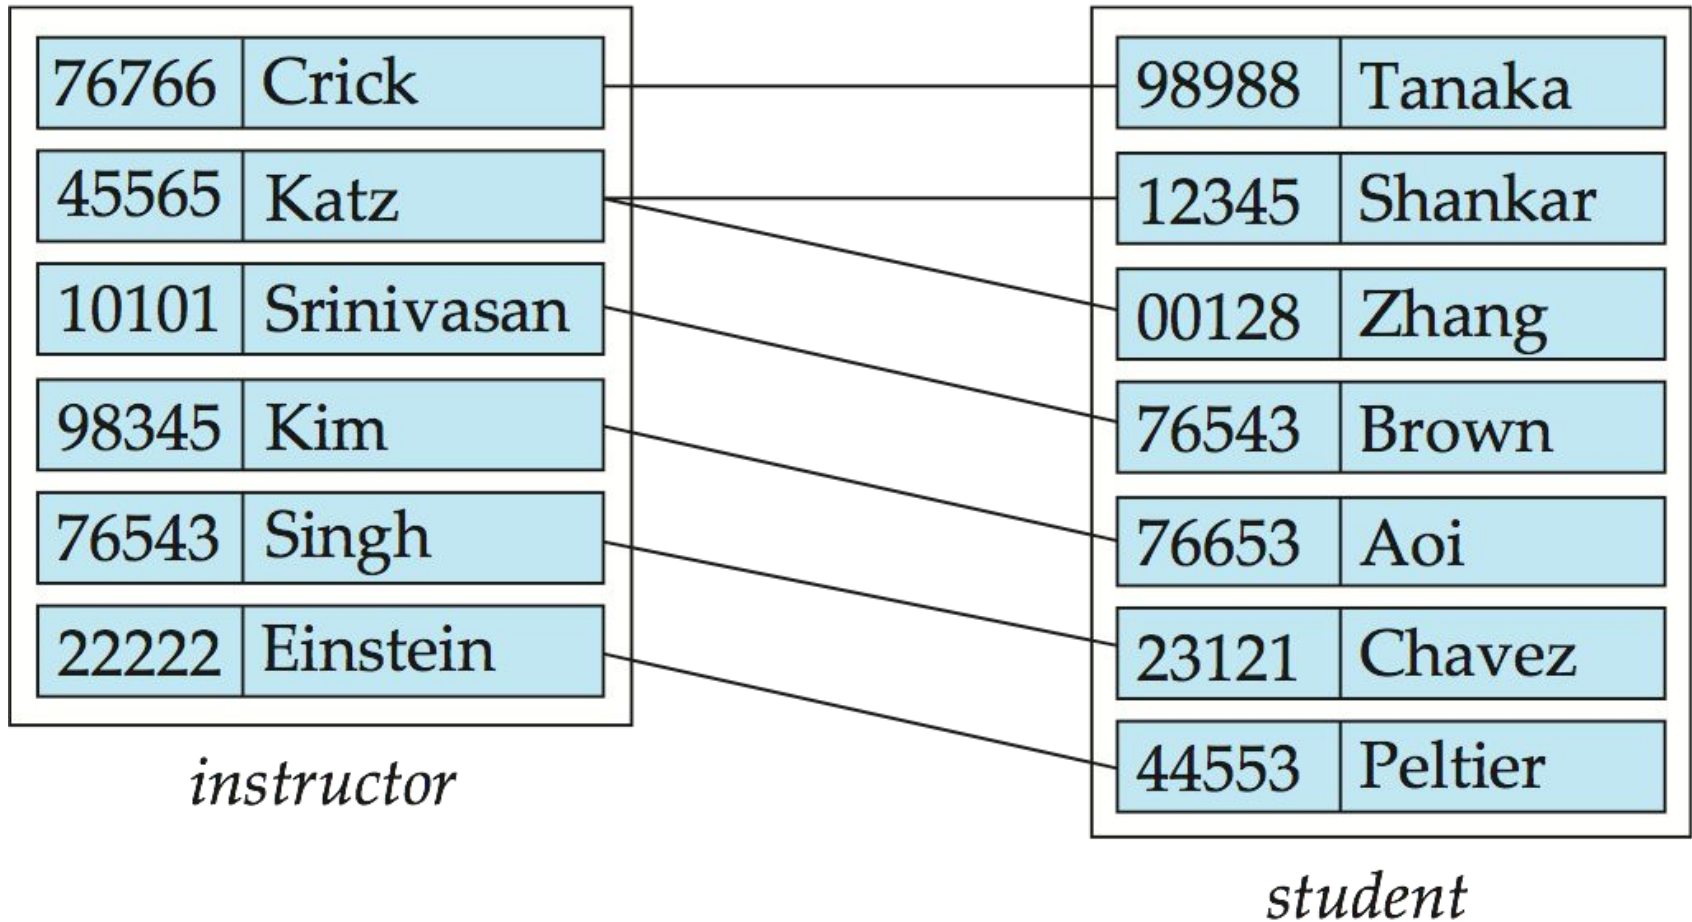 76766 Crick
45565 Katz
10101 Srinivasan
98345 Kim
76543 Singh
22222 Einstein
instructor
98988 Tanaka
12345 Shankar
00128 Zhang
76543 Brown
76653 Aoi
23121 Chavez
44553 Peltier
student